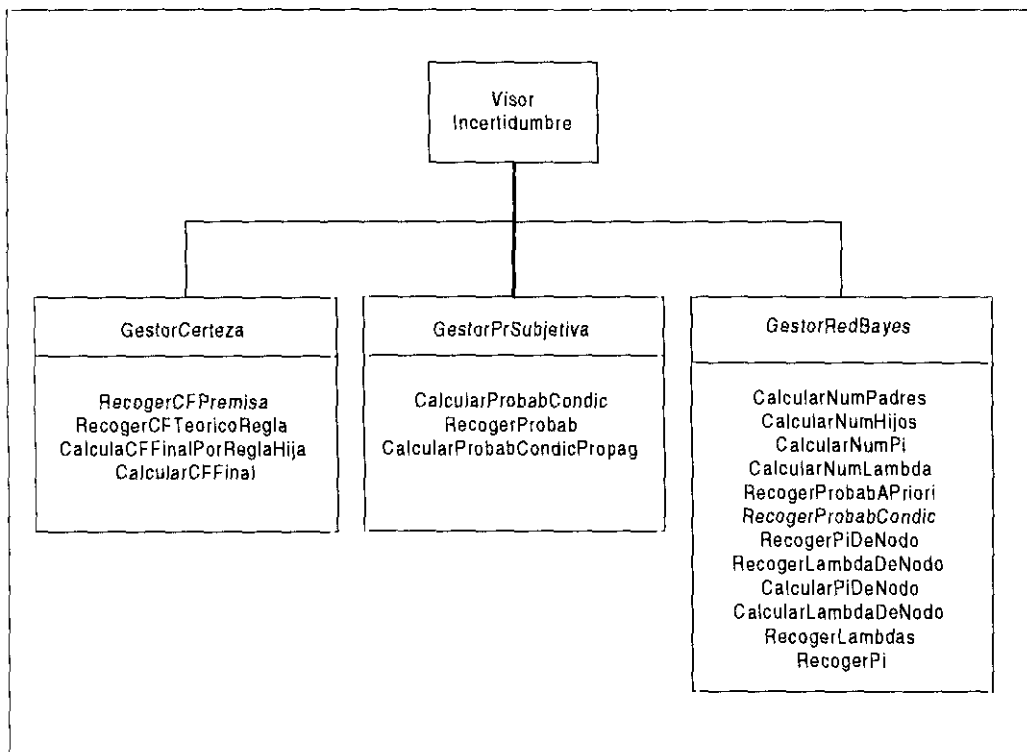 Visor
Incertidumbre
GestorCerteza
RecogerCFPremisa
RecogerCFTeoricoRegla
CalculaCFFinalPorReglaHija
CalcularCFFinal
GestorPrSubjetiva
CalcularProbabCondic
RecogerProbab
CalcularProbabCondicPropag
GestorRedBayes
CalcularNumPadres
CalcularNumHijos
CalcularNumPi
CalcularNumLambda
RecogerProbabAPriori
RecogerProbabCondic
RecogerPiDeNodo
RecogerLambdaDeNodo
CalcularPiDeNodo
CalcularLambdaDeNodo
RecogerLambdas
RecogerPi